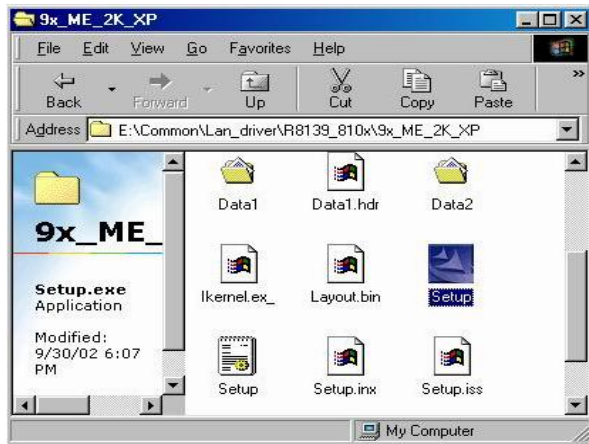 9x_ME_2K_XP
File Edit View Go Favorites Help
Back Forward Up Cut Copy Paste »
Address E:\Common\Lan_driver\R8139_810x\9x_ME_2K_XP
9x_ME_
Setup.exe
Application
Modified:
9/30/02 6:07
PM
Data1 Data1.hdr Data2
Ikernel.ex_ Layout.bin Setup
Setup Setup.inx Setup.iss
My Computer